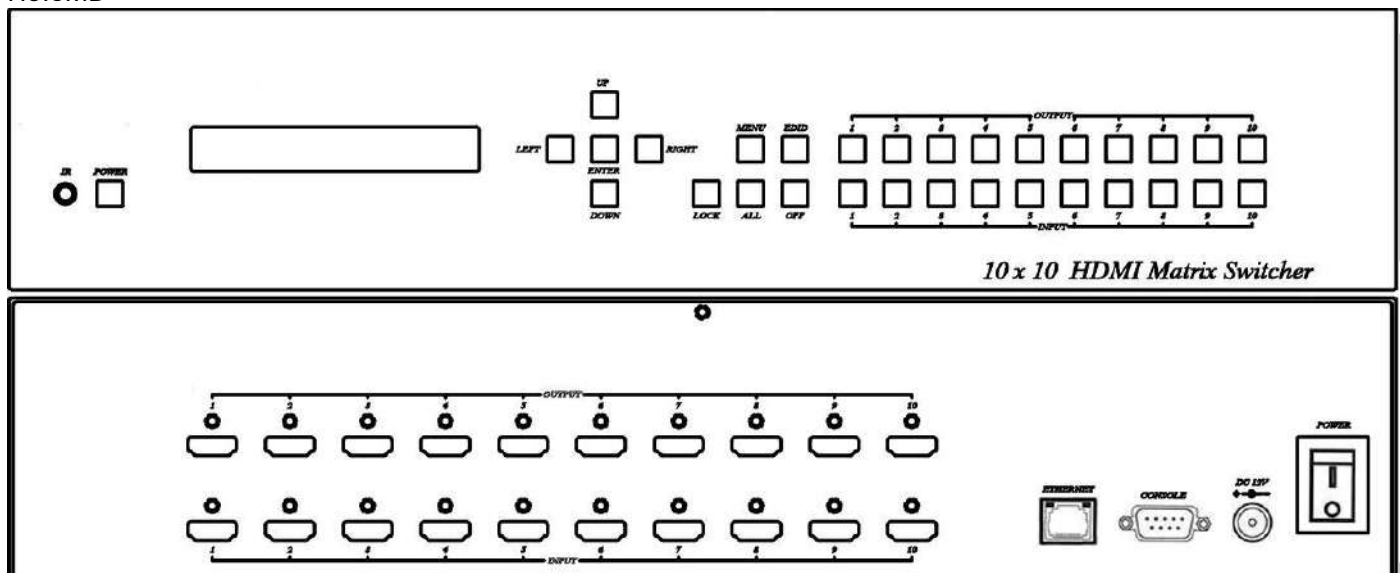 UP
OUTPUT
MENU EDID 1 2 3 4 5 6 7 8 9 10
LEFT RIGHT
IR POWER ENTER
DOWN LOCK ALL OFF 1 2 3 4 5 6 7 8 9 10
INPUT
10 x 10 HDMI Matrix Switcher
OUTPUT
1 2 3 4 5 6 7 8 9 10
POWER
ETHERNET CONSOLE DC 12V
1 2 3 4 5 6 7 8 9 10
INPUT